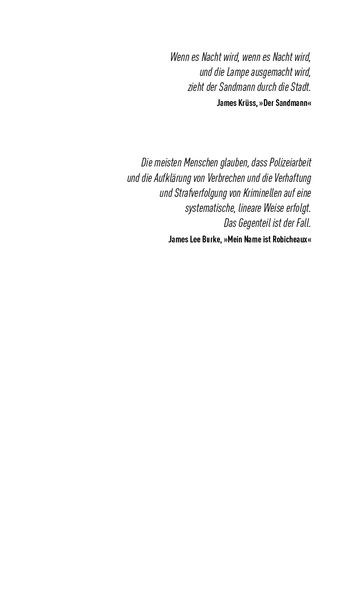 Wenn es Nacht wird, wenn es Nacht wird,
und die Lampe ausgemacht wird,
zieht der Sandmann durch die Stadt.
James Krüss, »Der Sandmann«
Die meisten Menschen glauben, dass Polizeiarbeit
und die Aufklärung von Verbrechen und die Verhaftung
und Strafverfolgung von Kriminellen auf eine
systematische, lineare Weise erfolgt.
Das Gegenteil ist der Fall.
James Lee Burke, »Mein Name ist Robicheaux«